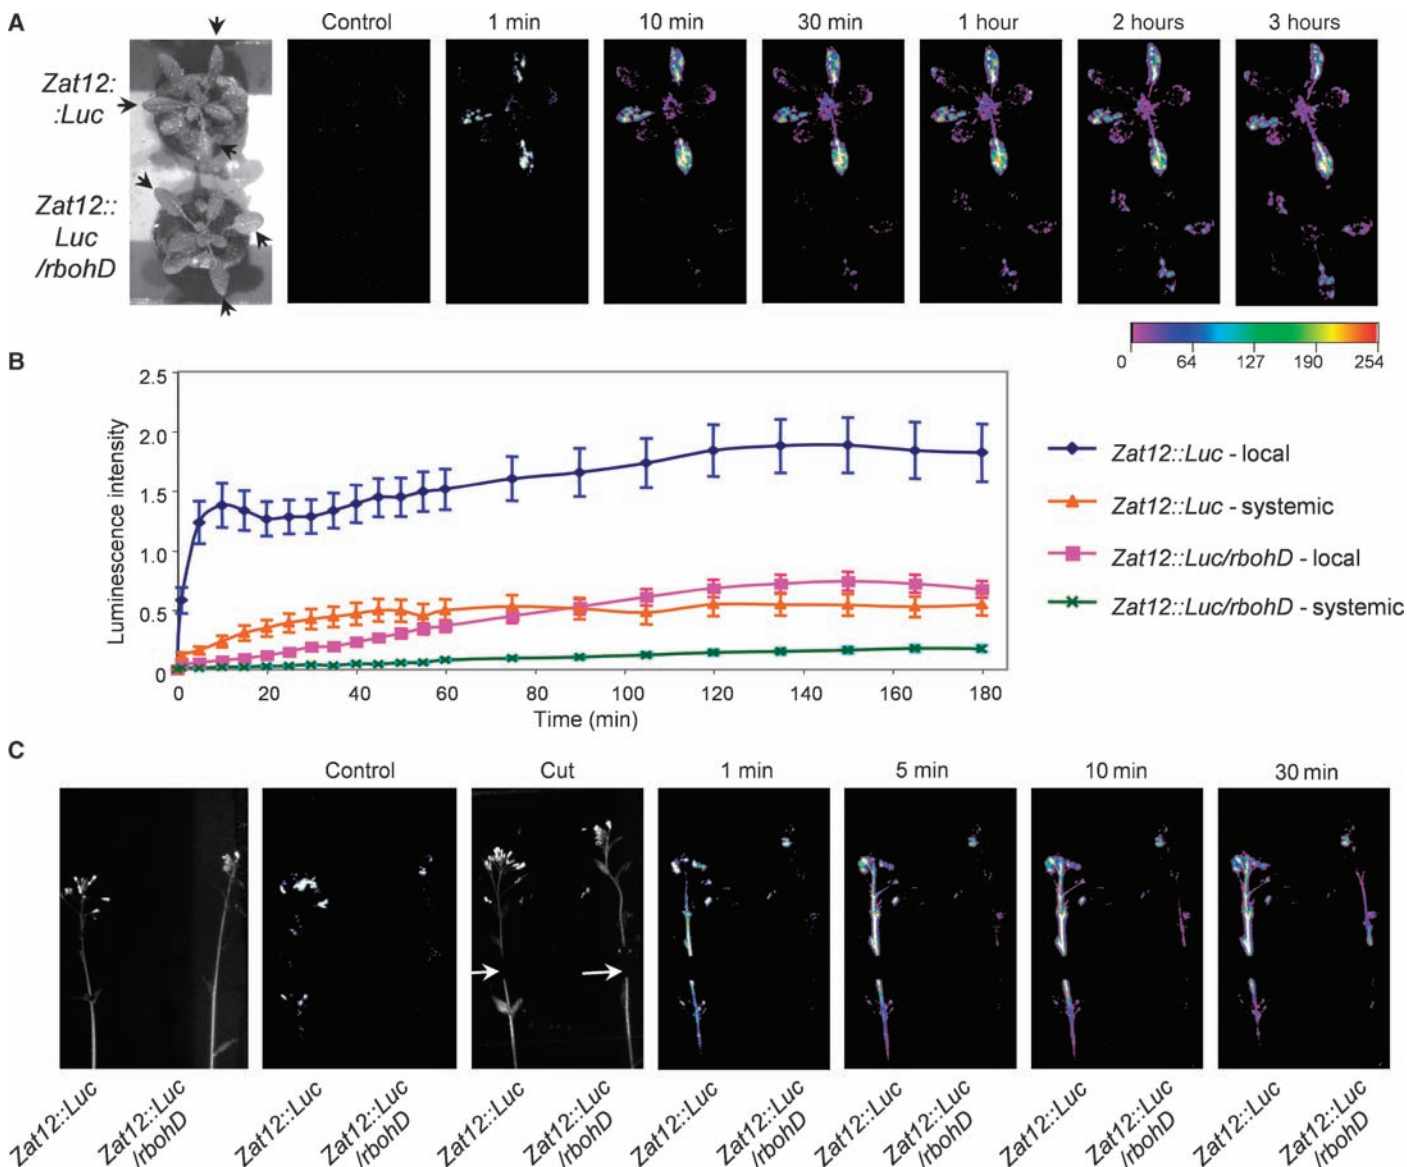 A
Control
1 min
10 min
30 min
1 hour
2 hours
3 hours
Zat12:
:Luc
Zat12::
Luc
/rbohD
0
64
127
190
254
B
Luminescence intensity
2.5
2.0
1.5
1.0
0.5
0
0
20
40
60
80
100
120
140
160
180
Time (min)
Zat12::Luc - local
Zat12::Luc - systemic
Zat12::Luc/rbohD - local
Zat12::Luc/rbohD - systemic
C
Control
Cut
1 min
5 min
10 min
30 min
Zat12::Luc
Zat12::Luc
/rbohD
Zat12::Luc
Zat12::Luc
/rbohD
Zat12::Luc
Zat12::Luc
/rbohD
Zat12::Luc
Zat12::Luc
/rbohD
Zat12::Luc
Zat12::Luc
/rbohD
Zat12::Luc
Zat12::Luc
/rbohD
Zat12::Luc
Zat12::Luc
/rbohD